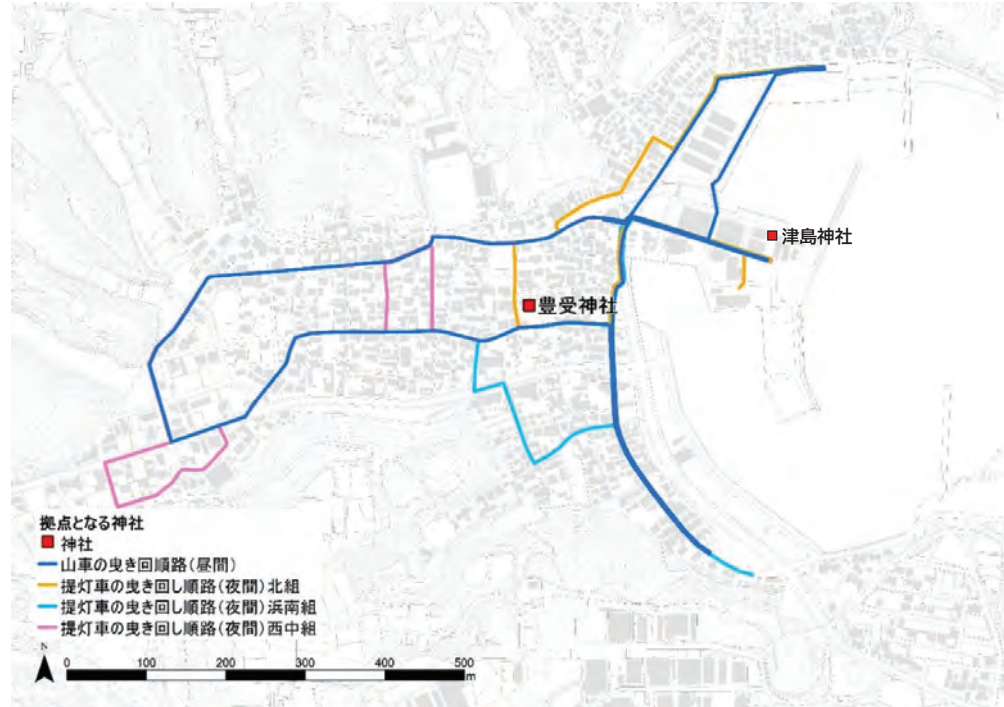 津島神社
豊受神社
拠点となる神社
神社
山車の曳き回順路(昼間)
提灯車の曳き回し順路(夜間)北組
提灯車の曳き回し順路(夜間)浜南組
提灯車の曳き回し順路(夜間)西中組
N
0 100 200 300 400 500
m